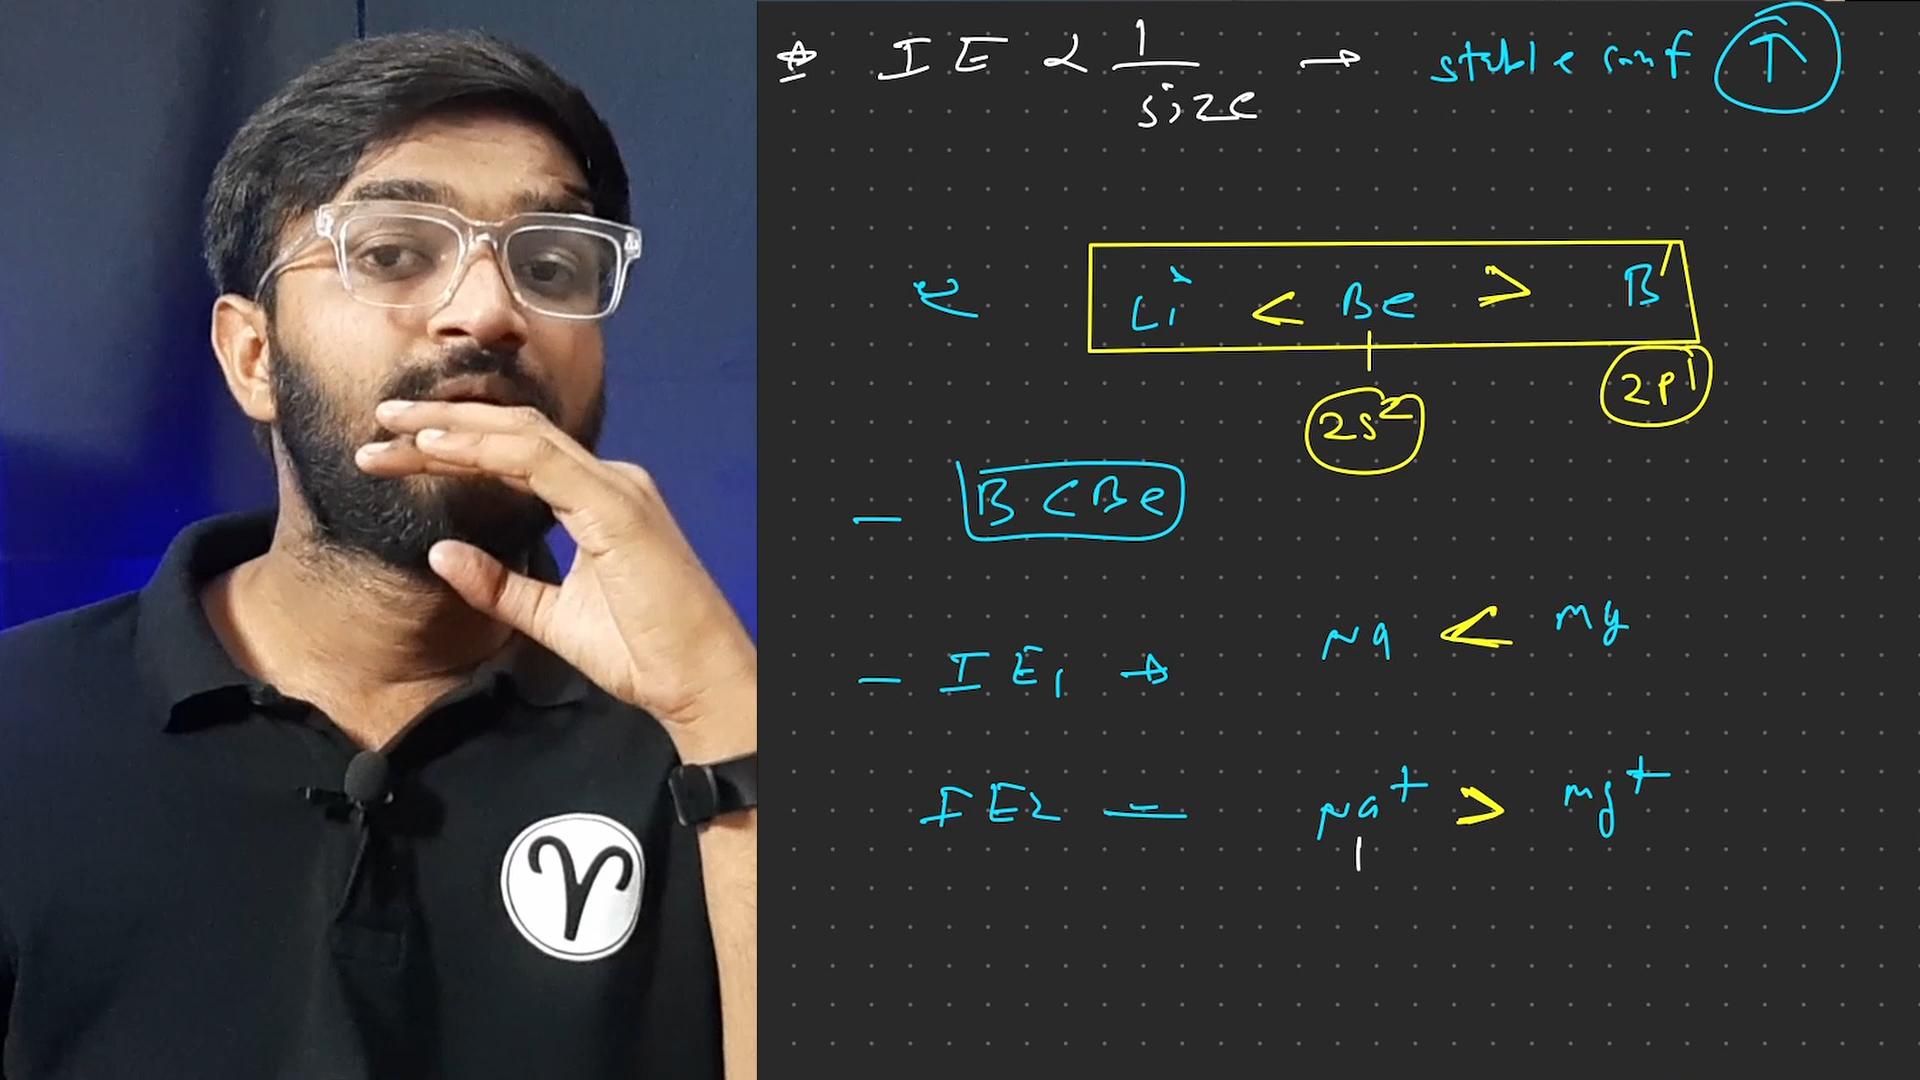 IE ∝ 1/size → stable conf ↑
Li < Be > B
2s² 2p¹
- B < Be
- IE₁ → Na < Mg
IE2 — Na⁺ > Mg⁺